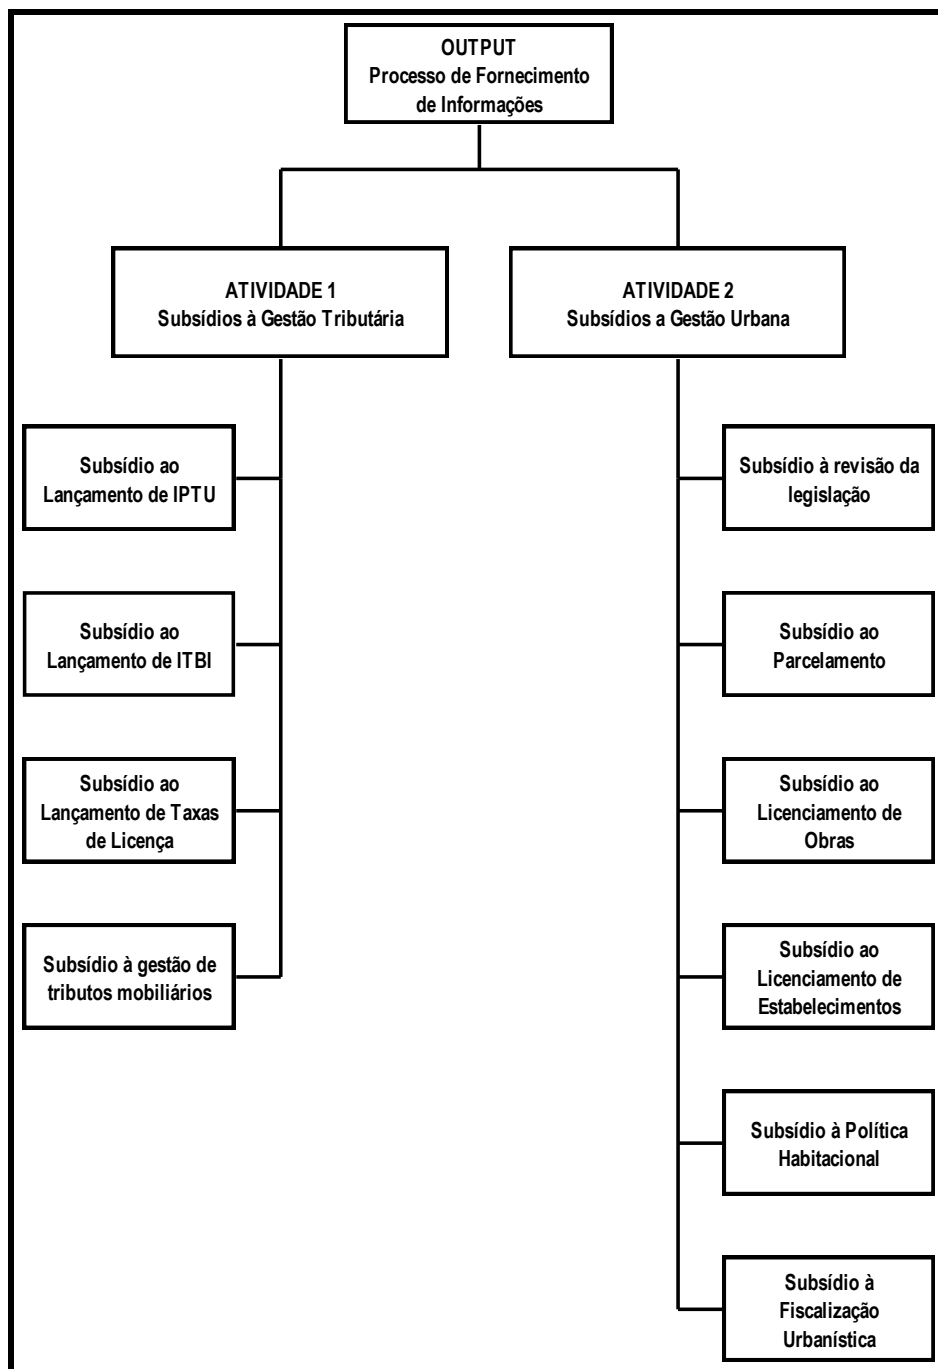 OUTPUT
Processo de Fornecimento
de Informações
ATIVIDADE 1
Subsídios à Gestão Tributária
ATIVIDADE 2
Subsídios a Gestão Urbana
Subsídio ao
Lançamento de IPTU
Subsídio ao
Lançamento de ITBI
Subsídio ao
Lançamento de Taxas
de Licença
Subsídio à gestão de
tributos mobiliários
Subsídio à revisão da
legislação
Subsídio ao
Parcelamento
Subsídio ao
Licenciamento de
Obras
Subsídio ao
Licenciamento de
Estabelecimentos
Subsídio à Política
Habitacional
Subsídio à
Fiscalização
Urbanística